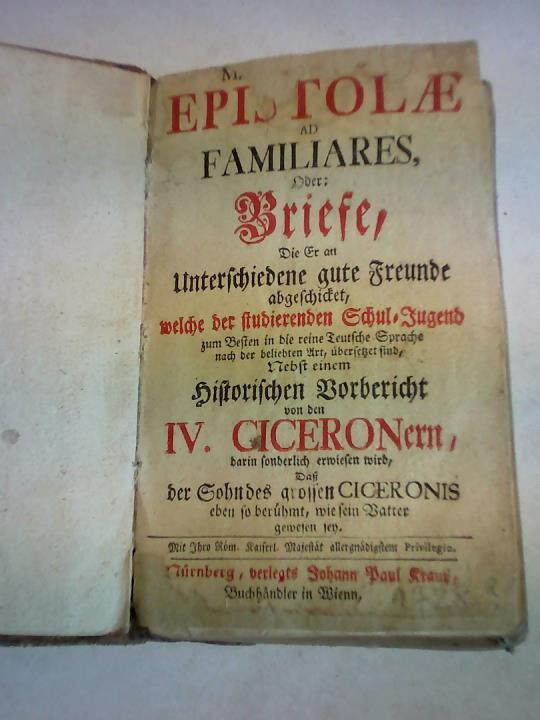 M.
EPISTOLÆ
AD
FAMILIARES,
Oder:
Briefe,
Die Er an
Unterschiedene gute Freunde
abgeschicket,
welche der studierenden Schul-Jugend
zum Besten in die reine Teutsche Sprache
nach der beliebten Art, übersetzet sind,
Nebst einem
Historischen Vorbericht
von den
IV. CICERONern,
darin sonderlich erwiesen wird,
Daß
der Sohn des grossen CICERONIS
eben so berühmt, wie sein Vatter
gewesen sey.
Mit Ihro Röm. Kaiserl. Majestät allergnädigstem Privilegio.
Nürnberg, verlegts Johann Paul Krauß,
Buchhändler in Wienn,